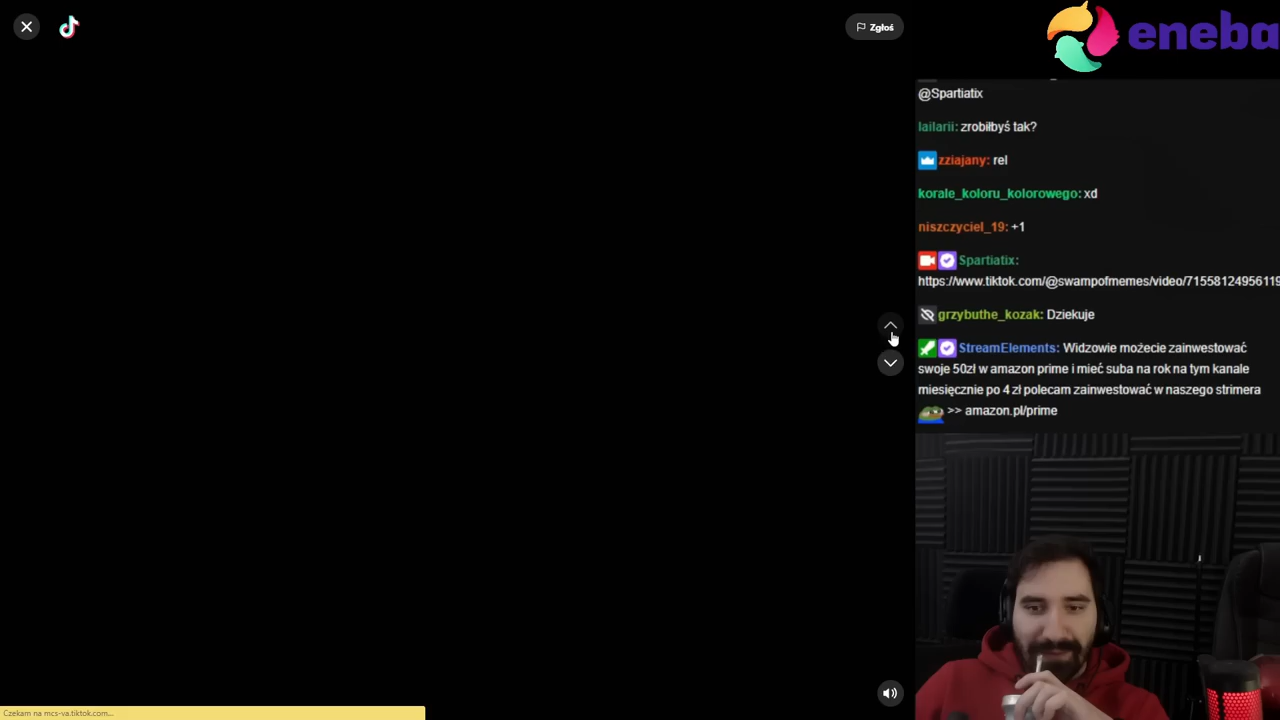 Zgłoś
eneba
@Spartiatix
lailarii: zrobiłbyś tak?
zziajany: rel
korale_koloru_kolorowego: xd
niszczyciel_19: +1
Spartiatix:
https://www.tiktok.com/@swampofmemes/video/71558124956119
grzybuthe_kozak: Dziekuje
StreamElements: Widzowie możecie zainwestować
swoje 50zł w amazon prime i mieć suba na rok na tym kanale
miesięcznie po 4 zł polecam zainwestować w naszego strimera
>> amazon.pl/prime
Czekam na mcs-va.tiktok.com...